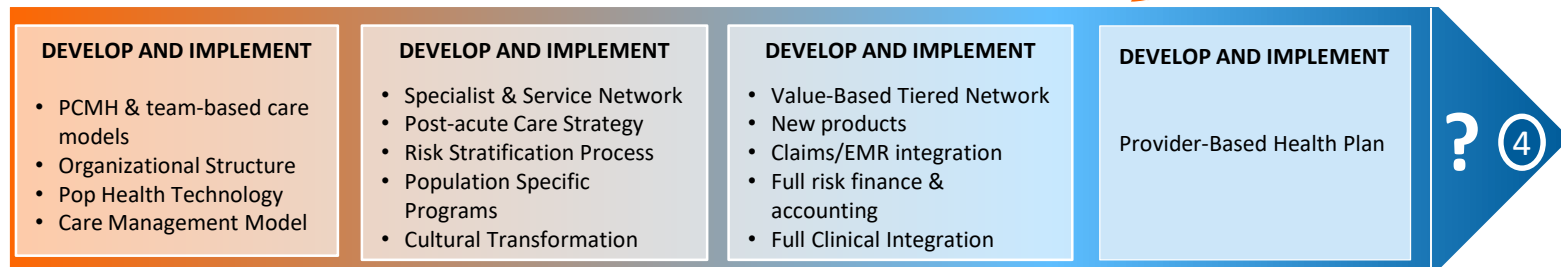 DEVELOP AND IMPLEMENT
• PCMH & team-based care
models
• Organizational Structure
• Pop Health Technology
• Care Management Model
DEVELOP AND IMPLEMENT
• Specialist & Service Network
• Post-acute Care Strategy
• Risk Stratification Process
• Population Specific
Programs
• Cultural Transformation
DEVELOP AND IMPLEMENT
• Value-Based Tiered Network
• New products
• Claims/EMR integration
• Full risk finance &
accounting
• Full Clinical Integration
DEVELOP AND IMPLEMENT
Provider-Based Health Plan
? 4